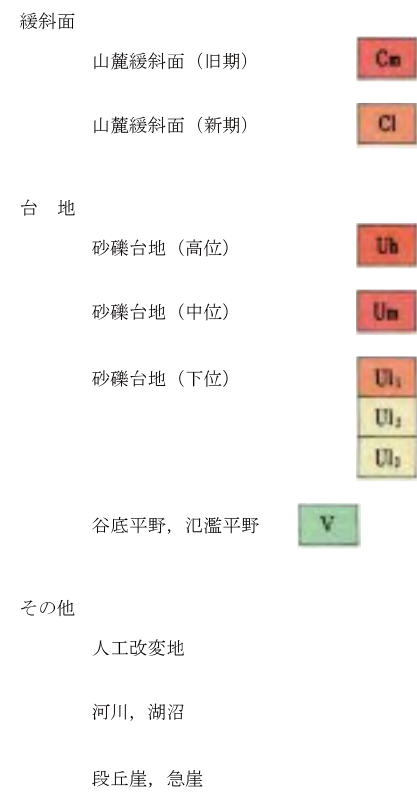 緩斜面
山麓緩斜面（旧期） Cm
山麓緩斜面（新期） Cl
台　地
砂礫台地（高位） Uh
砂礫台地（中位） Um
砂礫台地（下位） Ul₁
Ul₂
Ul₃
谷底平野，氾濫平野 V
その他
人工改変地
河川，湖沼
段丘崖，急崖